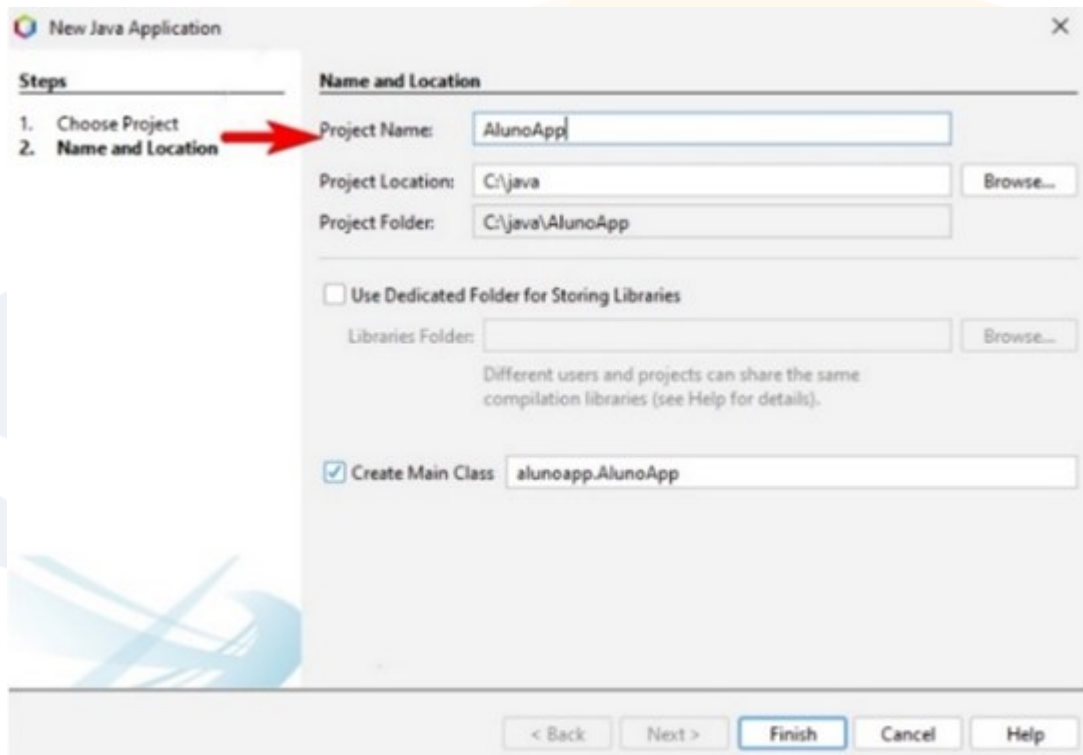 New Java Application
Steps
1. Choose Project
2. Name and Location
Name and Location
Project Name: AlunoApp
Project Location: C:\java Browse...
Project Folder: C:\java\AlunoApp
Use Dedicated Folder for Storing Libraries
Libraries Folder: Browse...
Different users and projects can share the same
compilation libraries (see Help for details).
Create Main Class alunoapp.AlunoApp
< Back Next > Finish Cancel Help